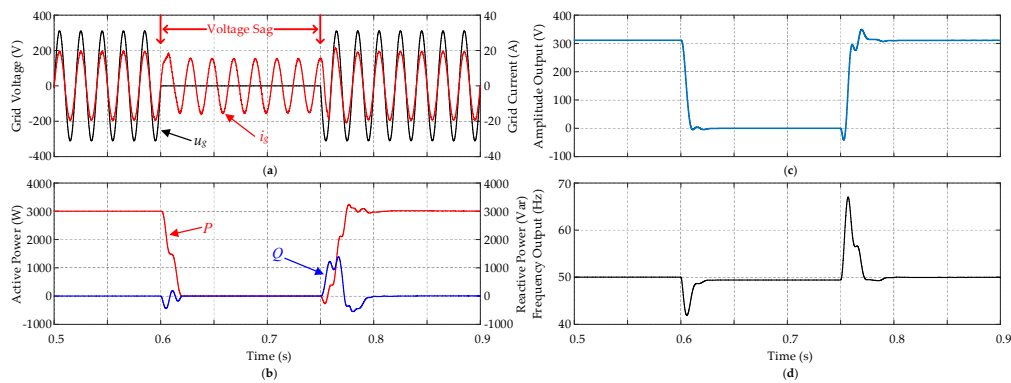 Voltage Sag
400
200
0
-200
-400
40
20
0
-20
-40
Grid Voltage (V)
Grid Current (A)
u_g
i_g
(a)
400
300
200
100
0
-100
Amplitude Output (V)
(c)
4000
3000
2000
1000
0
-1000
4000
3000
2000
1000
0
-1000
Active Power (W)
Reactive Power (Var)
P
Q
0.5 0.6 0.7 0.8 0.9
Time (s)
(b)
70
60
50
40
Frequency Output (Hz)
0.5 0.6 0.7 0.8 0.9
Time (s)
(d)